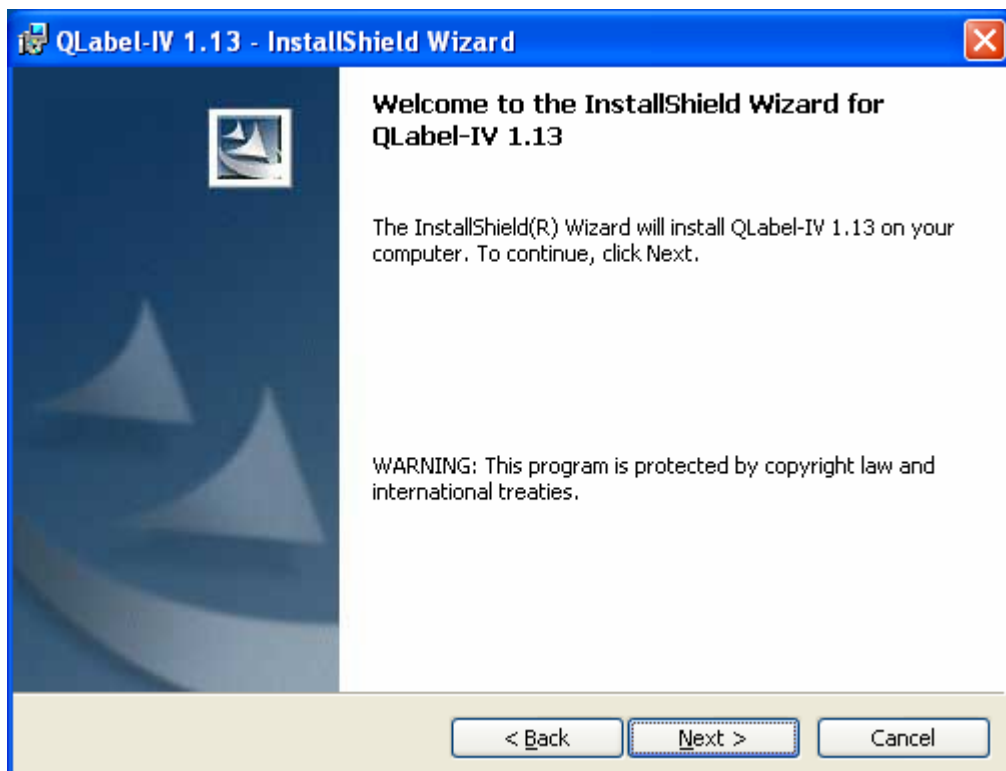 QLabel-IV 1.13 - InstallShield Wizard
Welcome to the InstallShield Wizard for
QLabel-IV 1.13
The InstallShield(R) Wizard will install QLabel-IV 1.13 on your
computer. To continue, click Next.
WARNING: This program is protected by copyright law and
international treaties.
< Back
Next >
Cancel